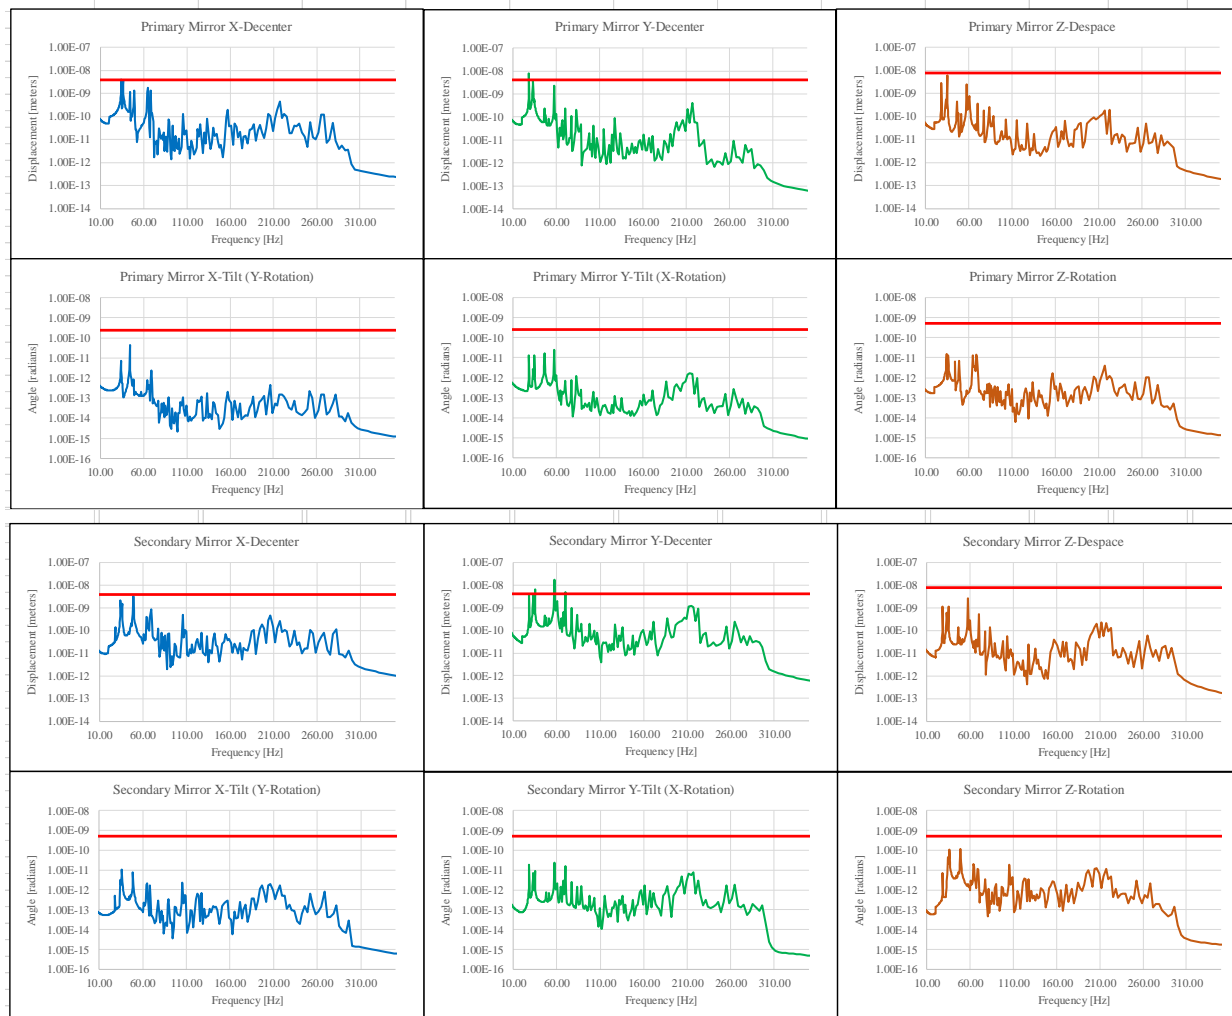 Primary Mirror X-Decenter
Displacement [meters]
1.00E-07
1.00E-08
1.00E-09
1.00E-10
1.00E-11
1.00E-12
1.00E-13
1.00E-14
10.00 60.00 110.00 160.00 210.00 260.00 310.00
Frequency [Hz]
Primary Mirror Y-Decenter
Displacement [meters]
1.00E-07
1.00E-08
1.00E-09
1.00E-10
1.00E-11
1.00E-12
1.00E-13
1.00E-14
10.00 60.00 110.00 160.00 210.00 260.00 310.00
Frequency [Hz]
Primary Mirror Z-Despace
Displacement [meters]
1.00E-07
1.00E-08
1.00E-09
1.00E-10
1.00E-11
1.00E-12
1.00E-13
1.00E-14
10.00 60.00 110.00 160.00 210.00 260.00 310.00
Frequency [Hz]
Primary Mirror X-Tilt (Y-Rotation)
Angle [radians]
1.00E-08
1.00E-09
1.00E-10
1.00E-11
1.00E-12
1.00E-13
1.00E-14
1.00E-15
1.00E-16
10.00 60.00 110.00 160.00 210.00 260.00 310.00
Frequency [Hz]
Primary Mirror Y-Tilt (X-Rotation)
Angle [radians]
1.00E-08
1.00E-09
1.00E-10
1.00E-11
1.00E-12
1.00E-13
1.00E-14
1.00E-15
1.00E-16
10.00 60.00 110.00 160.00 210.00 260.00 310.00
Frequency [Hz]
Primary Mirror Z-Rotation
Angle [radians]
1.00E-08
1.00E-09
1.00E-10
1.00E-11
1.00E-12
1.00E-13
1.00E-14
1.00E-15
1.00E-16
10.00 60.00 110.00 160.00 210.00 260.00 310.00
Frequency [Hz]
Secondary Mirror X-Decenter
Displacement [meters]
1.00E-07
1.00E-08
1.00E-09
1.00E-10
1.00E-11
1.00E-12
1.00E-13
1.00E-14
10.00 60.00 110.00 160.00 210.00 260.00 310.00
Frequency [Hz]
Secondary Mirror Y-Decenter
Displacement [meters]
1.00E-07
1.00E-08
1.00E-09
1.00E-10
1.00E-11
1.00E-12
1.00E-13
1.00E-14
10.00 60.00 110.00 160.00 210.00 260.00 310.00
Frequency [Hz]
Secondary Mirror Z-Despace
Displacement [meters]
1.00E-07
1.00E-08
1.00E-09
1.00E-10
1.00E-11
1.00E-12
1.00E-13
1.00E-14
10.00 60.00 110.00 160.00 210.00 260.00 310.00
Frequency [Hz]
Secondary Mirror X-Tilt (Y-Rotation)
Angle [radians]
1.00E-08
1.00E-09
1.00E-10
1.00E-11
1.00E-12
1.00E-13
1.00E-14
1.00E-15
1.00E-16
10.00 60.00 110.00 160.00 210.00 260.00 310.00
Frequency [Hz]
Secondary Mirror Y-Tilt (X-Rotation)
Angle [radians]
1.00E-08
1.00E-09
1.00E-10
1.00E-11
1.00E-12
1.00E-13
1.00E-14
1.00E-15
1.00E-16
10.00 60.00 110.00 160.00 210.00 260.00 310.00
Frequency [Hz]
Secondary Mirror Z-Rotation
Angle [radians]
1.00E-08
1.00E-09
1.00E-10
1.00E-11
1.00E-12
1.00E-13
1.00E-14
1.00E-15
1.00E-16
10.00 60.00 110.00 160.00 210.00 260.00 310.00
Frequency [Hz]